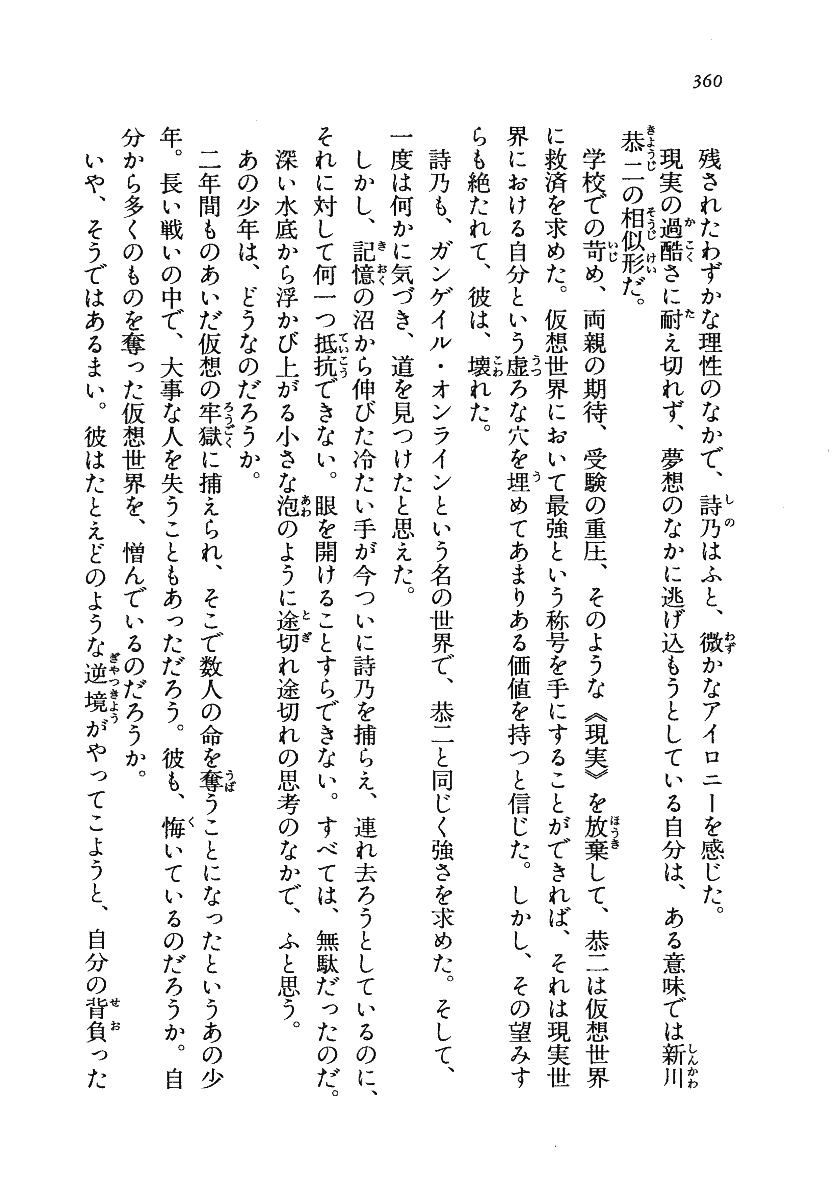 360
残されたわずかな理性のなかで、詩乃はふと、微かなアイロニーを感じた。
現実の過酷さに耐え切れず、夢想のなかに逃げ込もうとしている自分は、ある意味では新川
恭二の相似形だ。
学校での苛め、両親の期待、受験の重圧、そのような《現実》を放棄して、恭二は仮想世界
に救済を求めた。仮想世界において最強という称号を手にすることができれば、それは現実世
界における自分という虚ろな穴を埋めてあまりある価値を持つと信じた。しかし、その望みす
らも絶たれて、彼は、壊れた。
詩乃も、ガンゲイル・オンラインという名の世界で、恭二と同じく強さを求めた。そして、
一度は何かに気づき、道を見つけたと思えた。
しかし、記憶の沼から伸びた冷たい手が今ついに詩乃を捕らえ、連れ去ろうとしているのに、
それに対して何一つ抵抗できない。眼を開けることすらできない。すべては、無駄だったのだ。
深い水底から浮かび上がる小さな泡のように途切れ途切れの思考のなかで、ふと思う。
あの少年は、どうなのだろうか。
二年間ものあいだ仮想の牢獄に捕えられ、そこで数人の命を奪うことになったというあの少
年。長い戦いの中で、大事な人を失うこともあっただろう。彼も、悔いているのだろうか。自
分から多くのものを奪った仮想世界を、憎んでいるのだろうか。
いや、そうではあるまい。彼はたとえどのような逆境がやってこようと、自分の背負った